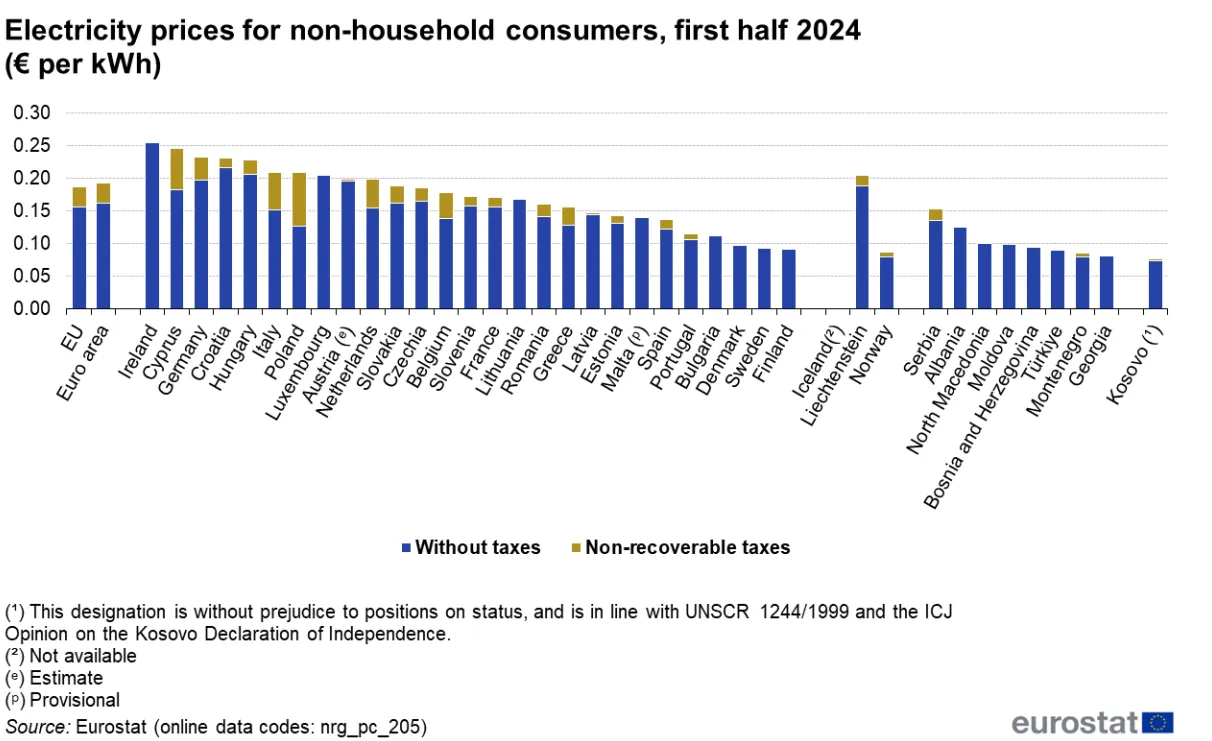 Electricity prices for non-household consumers, first half 2024
(€ per kWh)
0.30
0.25
0.20
0.15
0.10
0.05
0.00
EU
Euro area
Ireland
Cyprus
Germany
Croatia
Hungary
Italy
Poland
Luxembourg
Austria (ᵉ)
Netherlands
Slovakia
Czechia
Belgium
Slovenia
France
Lithuania
Romania
Greece
Latvia
Estonia
Malta (ᵖ)
Spain
Portugal
Bulgaria
Denmark
Sweden
Finland
Iceland(²)
Liechtenstein
Norway
Serbia
Albania
North Macedonia
Moldova
Bosnia and Herzegovina
Türkiye
Montenegro
Georgia
Kosovo (¹)
Without taxes
Non-recoverable taxes
(¹) This designation is without prejudice to positions on status, and is in line with UNSCR 1244/1999 and the ICJ
Opinion on the Kosovo Declaration of Independence.
(²) Not available
(ᵉ) Estimate
(ᵖ) Provisional
Source: Eurostat (online data codes: nrg_pc_205)
eurostat